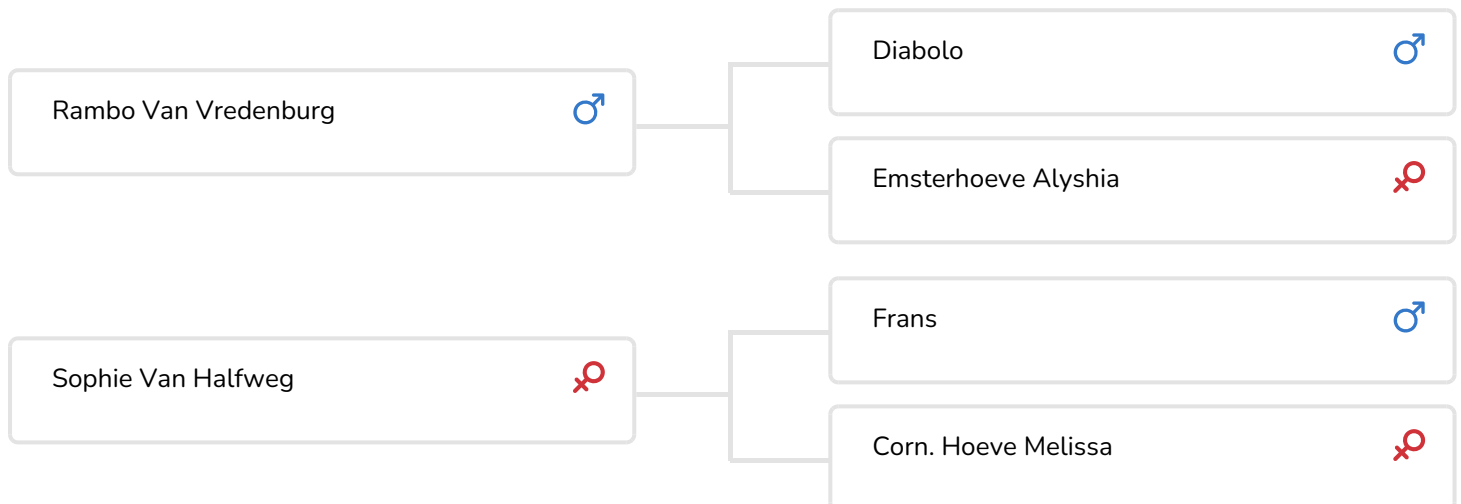 Diabolo
Rambo Van Vredenburg
Emsterhoeve Alyshia
Frans
Sophie Van Halfweg
Corn. Hoeve Melissa